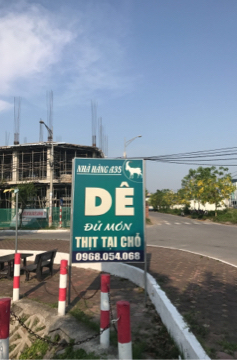 NHÀ HÀNG A35
DÊ
ĐỦ MÓN
THỊT TẠI CHỖ
0968.054.068